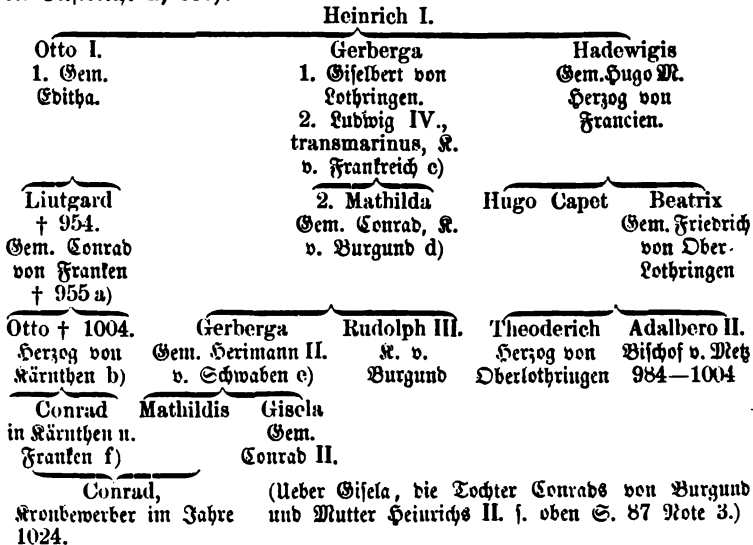 Heinrich I.
Otto I. Gerberga Hadewigis
1. Gem. 1. Giselbert von Gem. Hugo M.
Editha. Lothringen. Herzog von
2. Ludwig IV., Francien.
transmarinus, K.
v. Frankreich c)
Liutgard 2. Mathilda Hugo Capet Beatrix
† 954. Gem. Conrad, K. Gem. Friedrich
Gem. Conrad v. Burgund d) von Ober-
von Franken Lothringen
† 955 a)
Otto † 1004. Gerberga Rudolph III. Theoderich Adalbero II.
Herzog von Gem. Herimann II. K. v. Herzog von Bischof v. Metz
Kärnthen b) v. Schwaben e) Burgund Oberlothringen 984—1004
Conrad Mathildis Gisela
in Kärnthen u. Gem.
Franken f) Conrad II.
Conrad, (Ueber Gisela, die Tochter Conrads von Burgund
Kronbewerber im Jahre und Mutter Heinrichs II. s. oben S. 87 Note 3.)
1024.